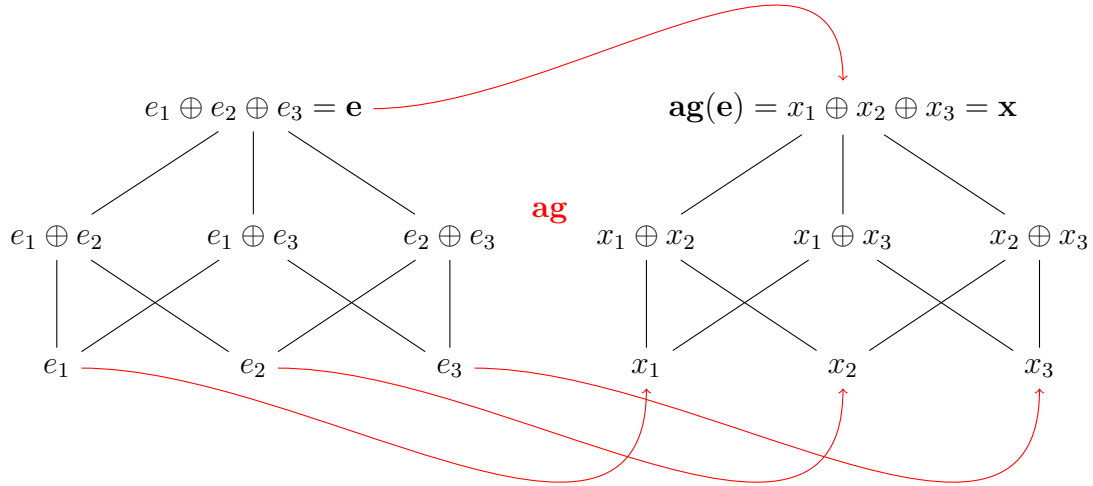 e₁ ⊕ e₂ ⊕ e₃ = e
ag(e) = x₁ ⊕ x₂ ⊕ x₃ = x
ag
e₁ ⊕ e₂
e₁ ⊕ e₃
e₂ ⊕ e₃
x₁ ⊕ x₂
x₁ ⊕ x₃
x₂ ⊕ x₃
e₁
e₂
e₃
x₁
x₂
x₃